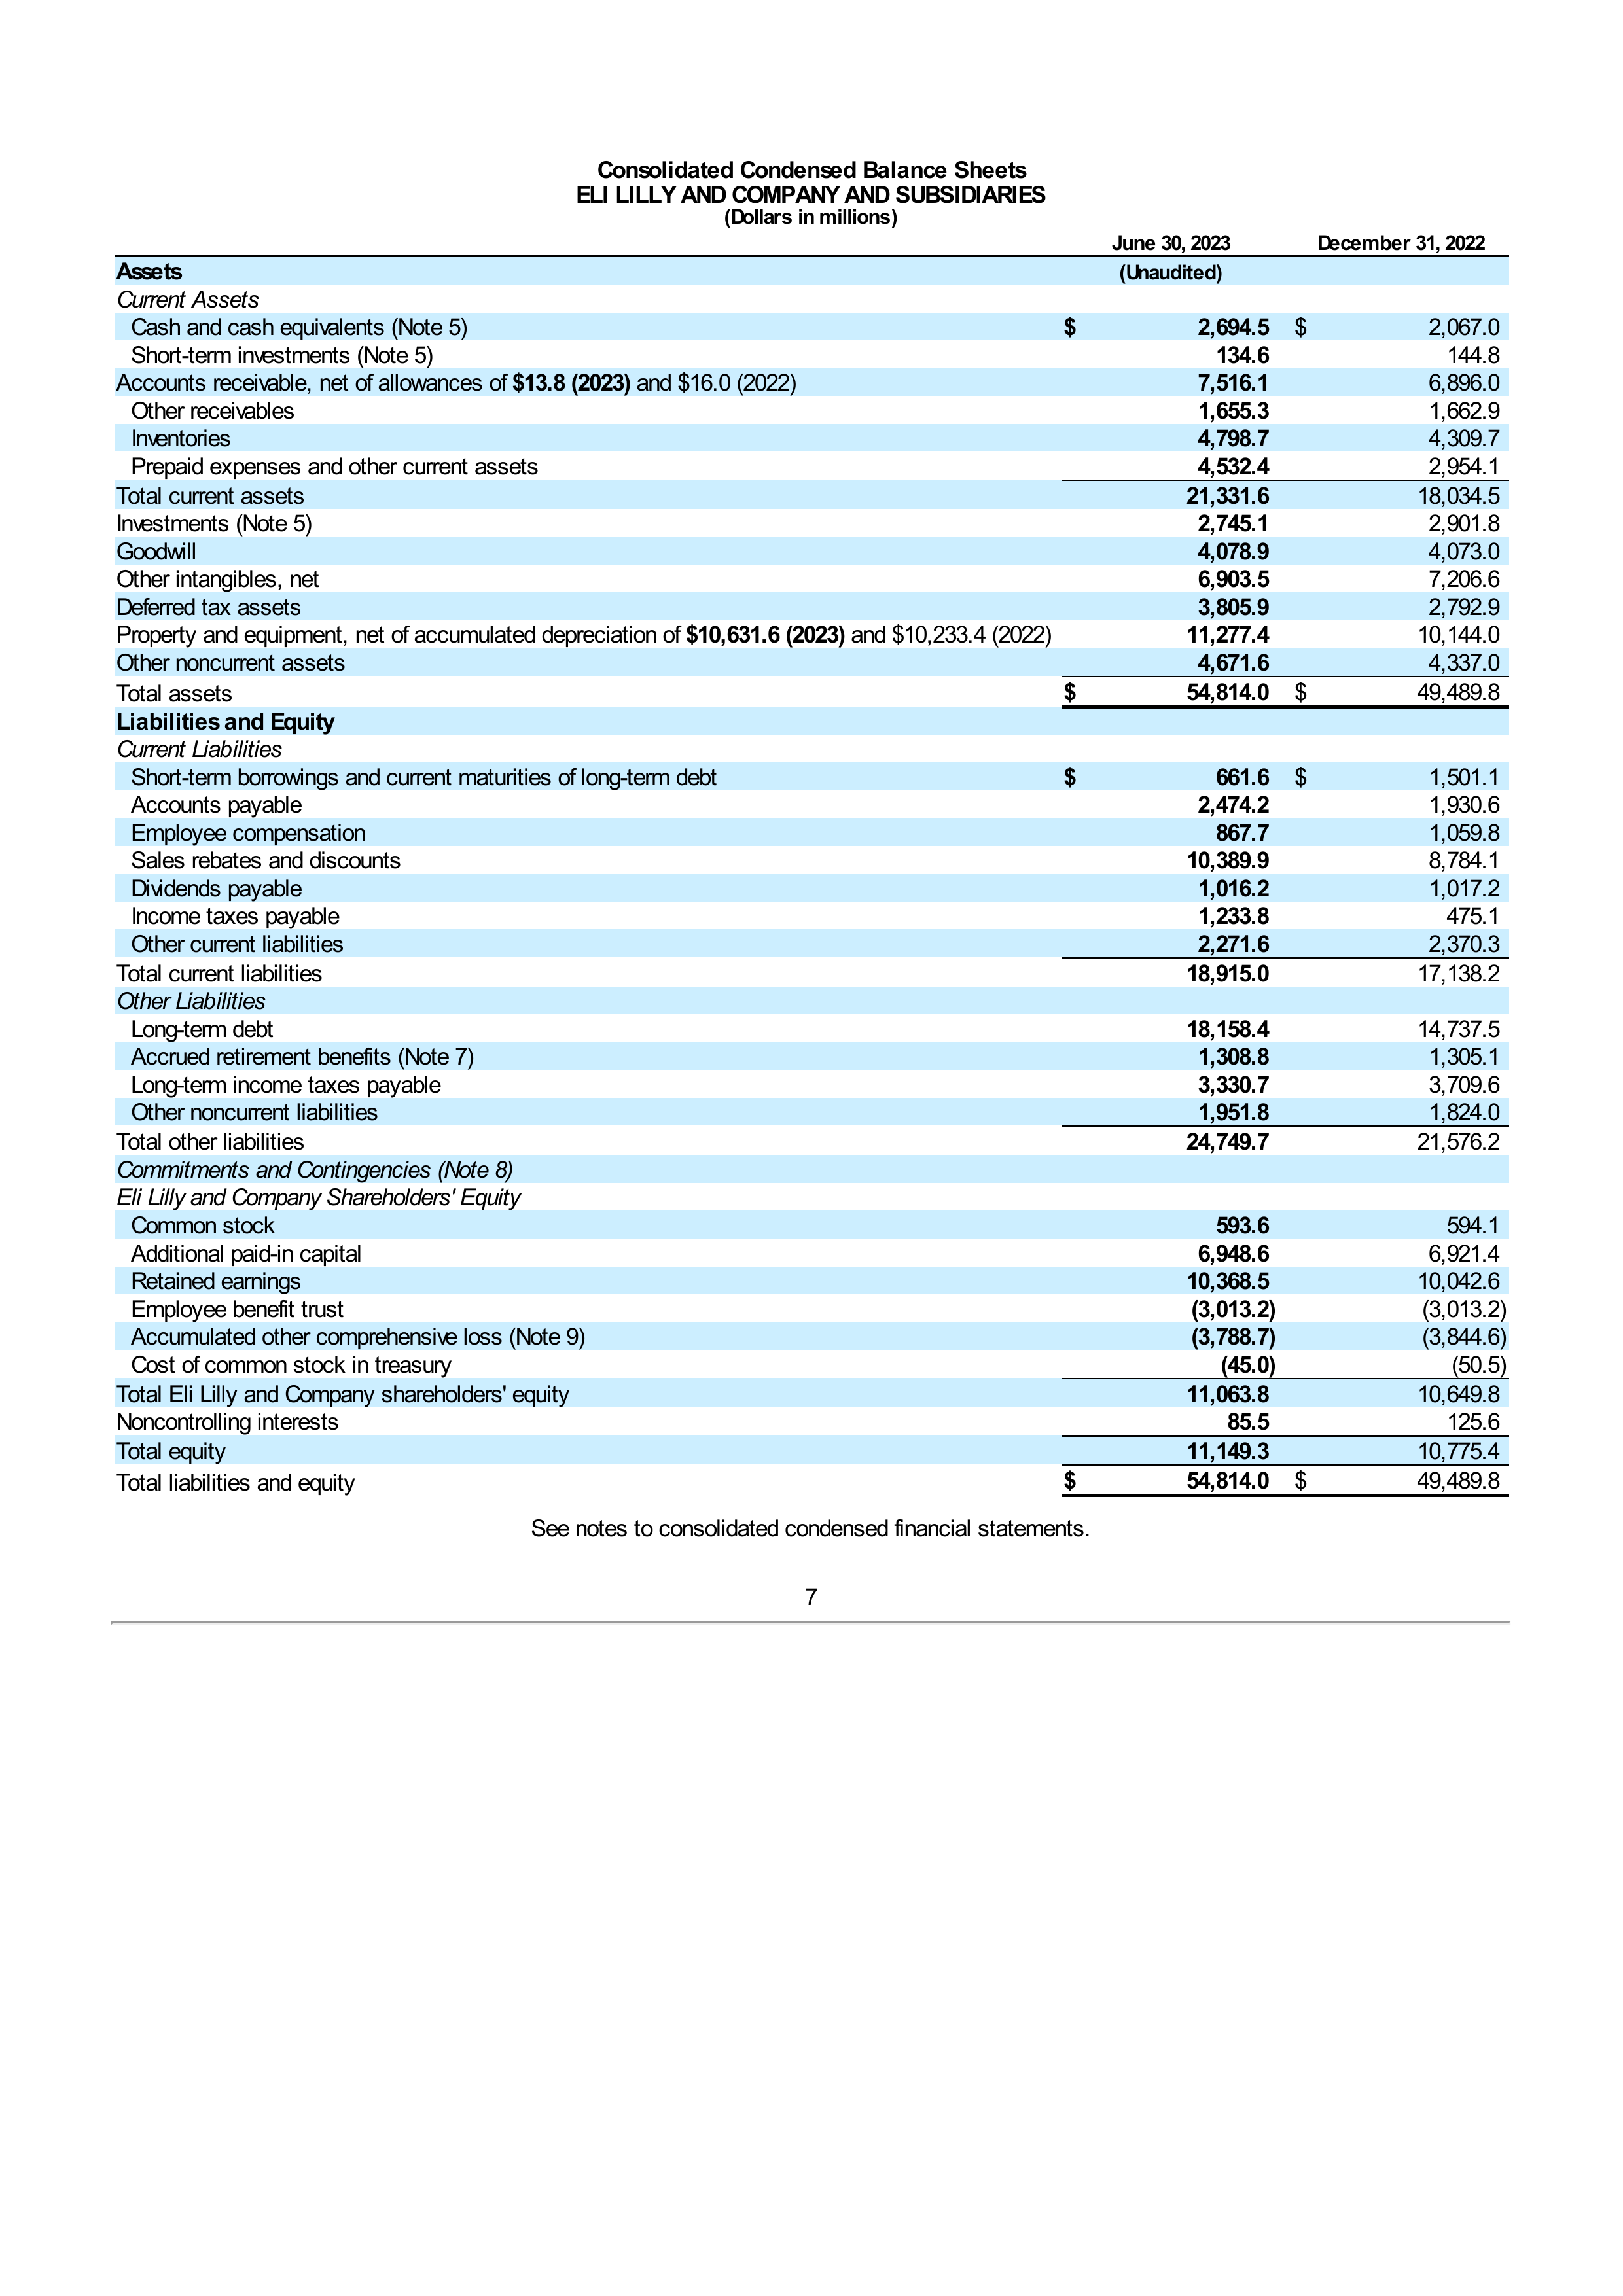 Consolidated Condensed Balance Sheets
ELI LILLY AND COMPANY AND SUBSIDIARIES
(Dollars in millions)
June 30, 2023 December 31, 2022
Assets (Unaudited)
Current Assets
Cash and cash equivalents (Note 5) $ 2,694.5 $ 2,067.0
Short-term investments (Note 5) 134.6 144.8
Accounts receivable, net of allowances of $13.8 (2023) and $16.0 (2022) 7,516.1 6,896.0
Other receivables 1,655.3 1,662.9
Inventories 4,798.7 4,309.7
Prepaid expenses and other current assets 4,532.4 2,954.1
Total current assets 21,331.6 18,034.5
Investments (Note 5) 2,745.1 2,901.8
Goodwill 4,078.9 4,073.0
Other intangibles, net 6,903.5 7,206.6
Deferred tax assets 3,805.9 2,792.9
Property and equipment, net of accumulated depreciation of $10,631.6 (2023) and $10,233.4 (2022) 11,277.4 10,144.0
Other noncurrent assets 4,671.6 4,337.0
Total assets $ 54,814.0 $ 49,489.8
Liabilities and Equity
Current Liabilities
Short-term borrowings and current maturities of long-term debt $ 661.6 $ 1,501.1
Accounts payable 2,474.2 1,930.6
Employee compensation 867.7 1,059.8
Sales rebates and discounts 10,389.9 8,784.1
Dividends payable 1,016.2 1,017.2
Income taxes payable 1,233.8 475.1
Other current liabilities 2,271.6 2,370.3
Total current liabilities 18,915.0 17,138.2
Other Liabilities
Long-term debt 18,158.4 14,737.5
Accrued retirement benefits (Note 7) 1,308.8 1,305.1
Long-term income taxes payable 3,330.7 3,709.6
Other noncurrent liabilities 1,951.8 1,824.0
Total other liabilities 24,749.7 21,576.2
Commitments and Contingencies (Note 8)
Eli Lilly and Company Shareholders' Equity
Common stock 593.6 594.1
Additional paid-in capital 6,948.6 6,921.4
Retained earnings 10,368.5 10,042.6
Employee benefit trust (3,013.2) (3,013.2)
Accumulated other comprehensive loss (Note 9) (3,788.7) (3,844.6)
Cost of common stock in treasury (45.0) (50.5)
Total Eli Lilly and Company shareholders' equity 11,063.8 10,649.8
Noncontrolling interests 85.5 125.6
Total equity 11,149.3 10,775.4
Total liabilities and equity $ 54,814.0 $ 49,489.8
See notes to consolidated condensed financial statements.
7